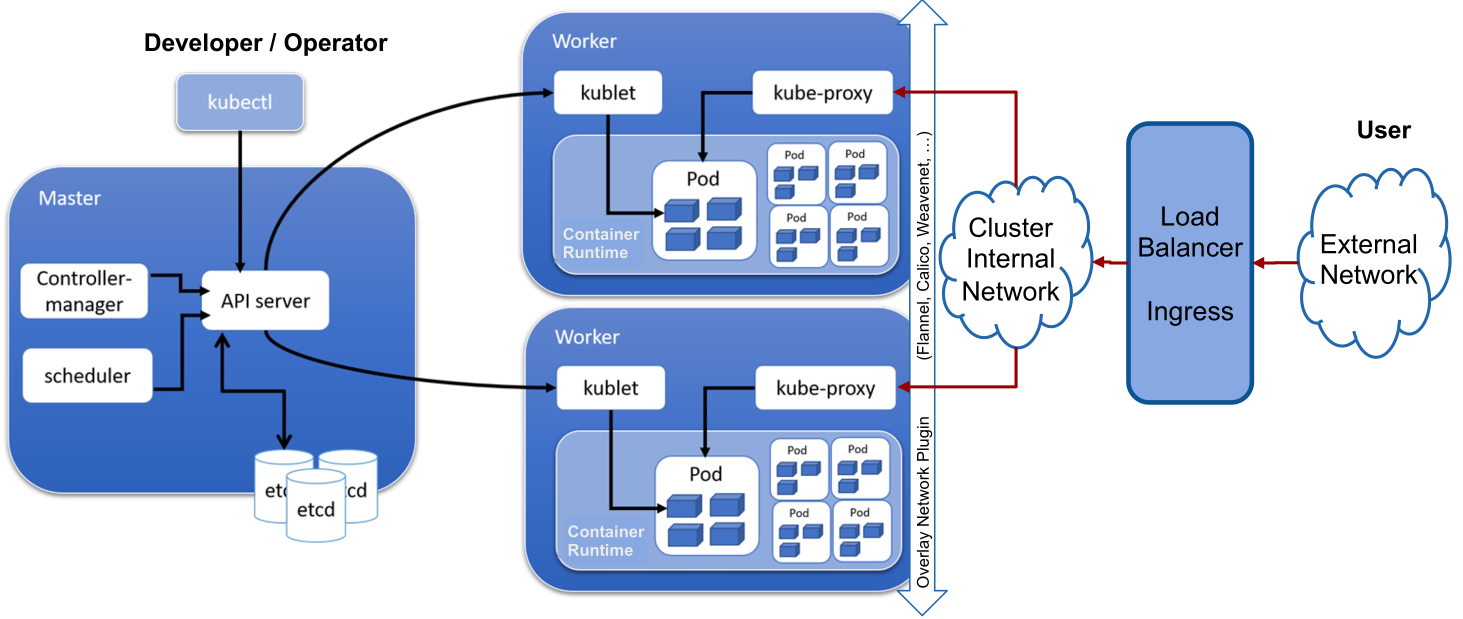 Developer / Operator
kubectl
Master
Controller-
manager
API server
scheduler
etcd
etcd
etcd
Worker
kublet
kube-proxy
Pod
Pod
Pod
Pod
Pod
Container
Runtime
Worker
kublet
kube-proxy
Pod
Pod
Pod
Pod
Pod
Container
Runtime
Overlay Network Plugin (Flannel, Calico, Weavenet, …)
Cluster
Internal
Network
Load
Balancer
Ingress
User
External
Network